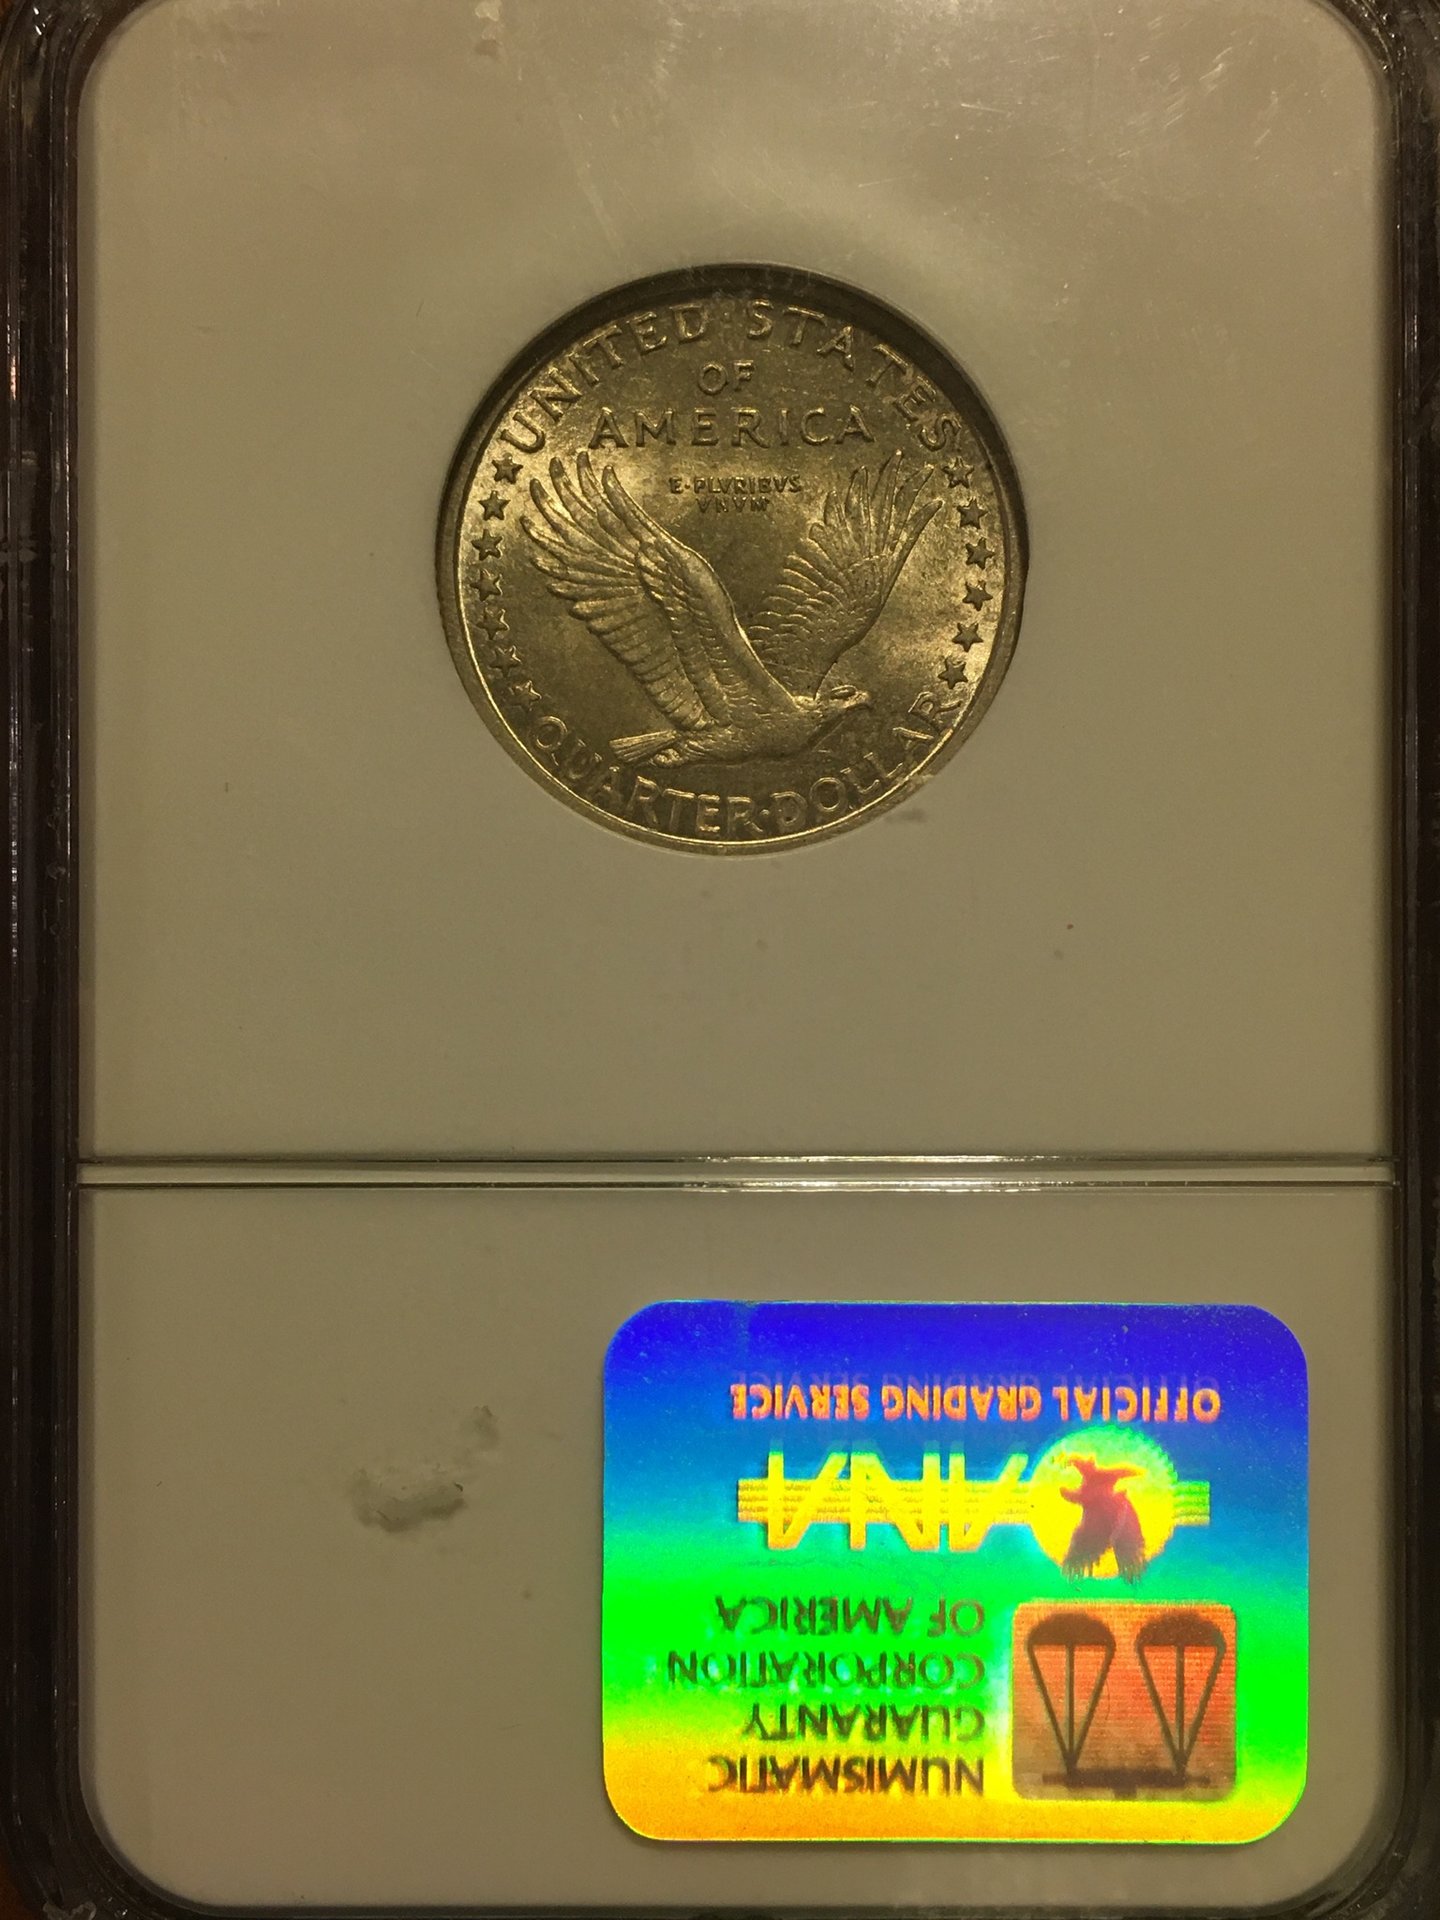 UNITED STATES
OF
AMERICA
E·PLVRIBVS
VNVM
QUARTER·DOLLAR
NUMISMATIC
GUARANTY
CORPORATION
OF AMERICA
ANA
OFFICIAL GRADING SERVICE